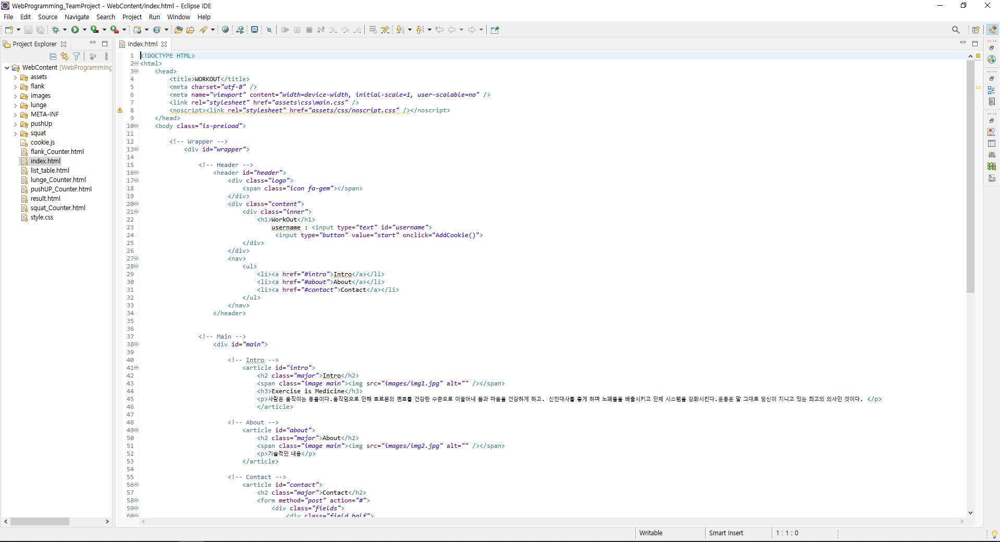 WebProgramming_TeamProject - WebContent/index.html - Eclipse IDE
File Edit Source Navigate Search Project Run Window Help
Project Explorer
WebContent [WebProgramming
assets
flank
images
lunge
META-INF
pushUp
squat
cookie.js
flank_Counter.html
index.html
list_table.html
lunge_Counter.html
pushUP_Counter.html
result.html
squat_Counter.html
style.css
index.html
1 <!DOCTYPE HTML>
2 <html>
3 <head>
4 <title>WORKOUT</title>
5 <meta charset="utf-8" />
6 <meta name="viewport" content="width=device-width, initial-scale=1, user-scalable=no" />
7 <link rel="stylesheet" href="assets\css\main.css" />
8 <noscript><link rel="stylesheet" href="assets/css/noscript.css" /></noscript>
9 </head>
10 <body class="is-preload">
11
12 <!-- Wrapper -->
13 <div id="wrapper">
14
15 <!-- Header -->
16 <header id="header">
17 <div class="logo">
18 <span class="icon fa-gem"></span>
19 </div>
20 <div class="content">
21 <div class="inner">
22 <h1>WorkOut</h1>
23 username : <input type="text" id="username">
24 <input type="button" value="start" onclick="AddCookie()">
25 </div>
26 </div>
27 <nav>
28 <ul>
29 <li><a href="#intro">Intro</a></li>
30 <li><a href="#about">About</a></li>
31 <li><a href="#contact">Contact</a></li>
32 </ul>
33 </nav>
34 </header>
35
36
37 <!-- Main -->
38 <div id="main">
39
40 <!-- Intro -->
41 <article id="intro">
42 <h2 class="major">Intro</h2>
43 <span class="image main"><img src="images/img1.jpg" alt="" /></span>
44 <h3>Exercise is Medicine</h3>
45 <p>사람은 움직이는 동물이다.움직임으로 인해 호르몬의 변호를 건강한 수준으로 이끌어내 몸과 마음을 건강하게 하고. 신진대사를 좋게 하며 노폐물을 배출시키고 인체 시스템을 강화시킨다.운동은 말 그대로 당신이 지니고 있는 최고의 의사인 것이다. </p>
46 </article>
47
48 <!-- About -->
49 <article id="about">
50 <h2 class="major">About</h2>
51 <span class="image main"><img src="images/img2.jpg" alt="" /></span>
52 <p>기술적인 내용</p>
53 </article>
54
55 <!-- Contact -->
56 <article id="contact">
57 <h2 class="major">Contact</h2>
58 <form method="post" action="#">
59 <div class="fields">
60 <div class="field half">
Writable Smart Insert 1 : 1 : 0